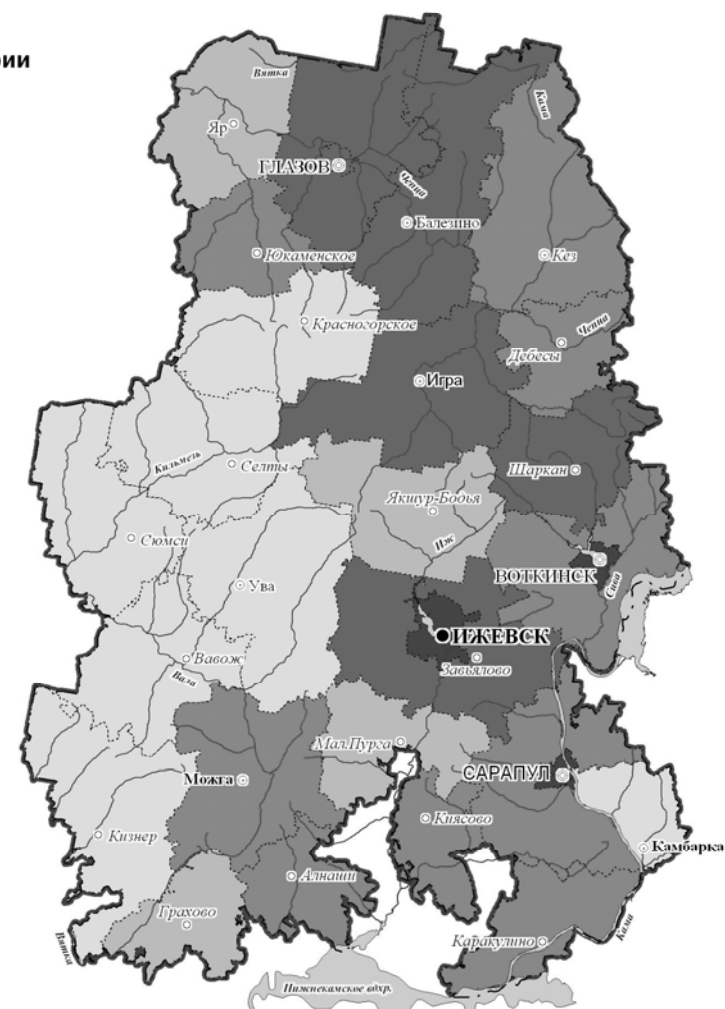 рии
Вятка
Кама
Яр
ГЛАЗОВ
Чепца
Балезино
Юкаменское
Кез
Красногорское
Чепца
Дебесы
Игра
Кильмезь
Селты
Шаркан
Якшур-Бодья
Сюмси
Иж
ВОТКИНСК
Ува
Сива
ИЖЕВСК
Вавож
Завьялово
Вала
Мал.Пурга
Можга
САРАПУЛ
Киясово
Кизнер
Камбарка
Алнаши
Грахово
Вятка
Каракулино
Кама
Нижнекамское вдхр.